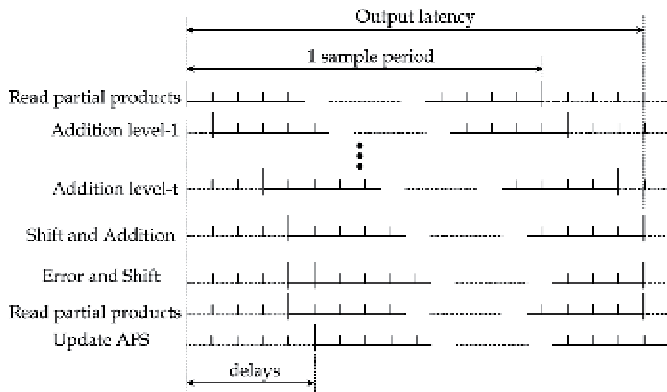 Output latency
1 sample period
Read partial products
Addition level-1
Addition level-t
Shift and Addition
Error and Shift
Read partial products
Update AFS
delays